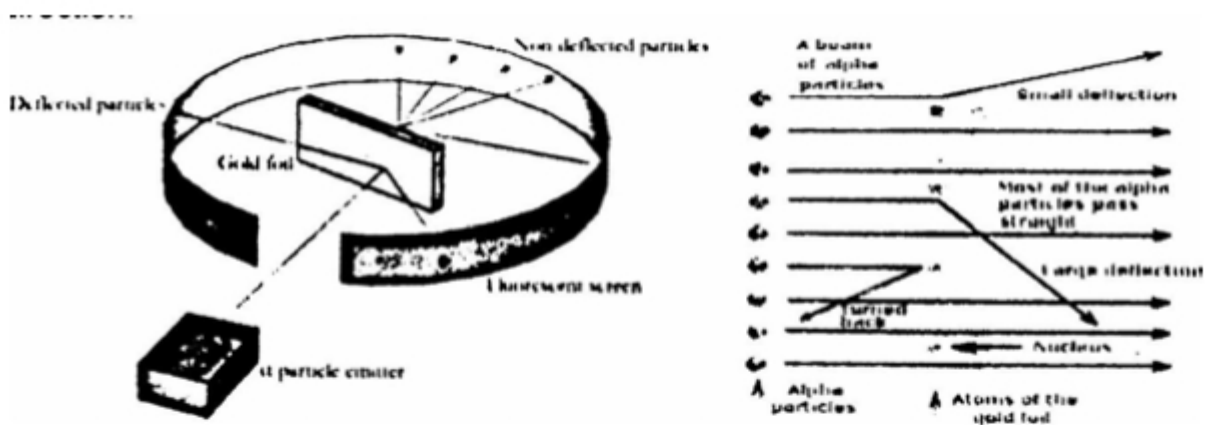 Non deflected particles
Deflected particles
Gold foil
Fluorescent screen
α particle emitter
A beam
of alpha
particles
Small deflection
Most of the alpha
particles pass
straight
Large deflection
Turned
back
Nucleus
Alpha
particles
Atoms of the
gold foil